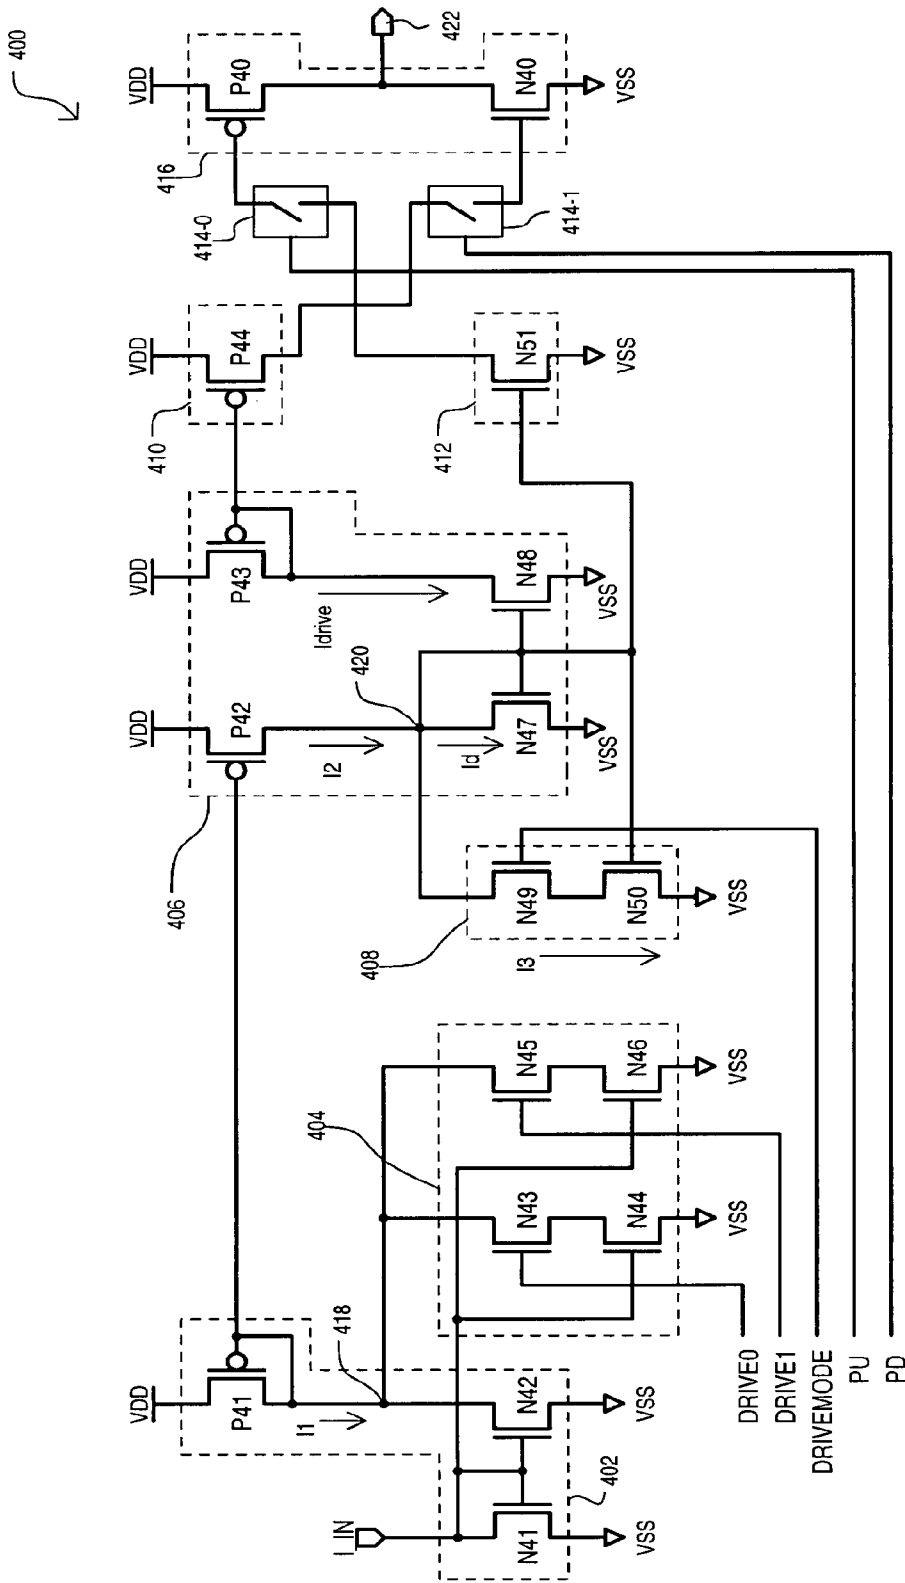 400
VDD
P40
422
N40
VSS
416
414-0
414-1
VDD
P44
410
N51
VSS
412
VDD
P43
Idrive
N48
VSS
420
VDD
P42
I2
Id
N47
VSS
406
N49
N50
VSS
408
I3
404
N45
N46
VSS
N43
N44
VSS
VDD
P41
418
I1
N42
VSS
402
I_IN
N41
VSS
DRIVE0
DRIVE1
DRIVEMODE
PU
PD